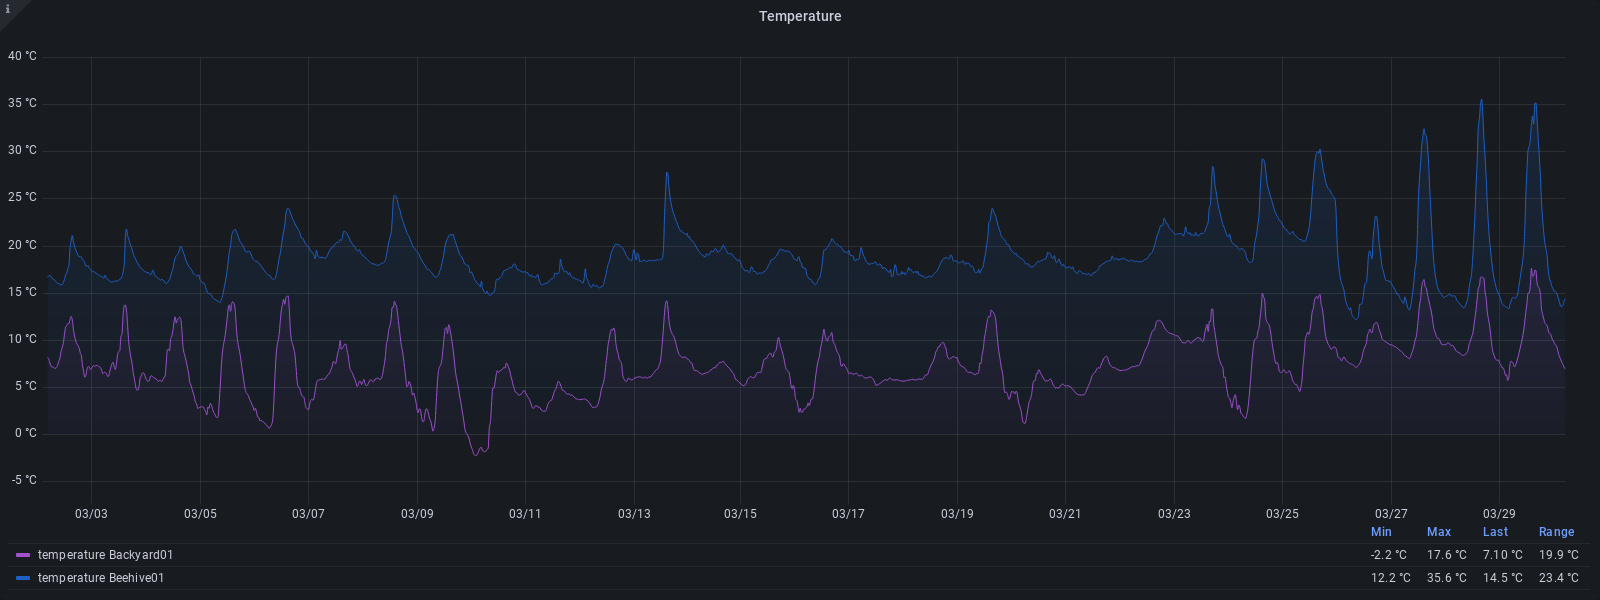 i
Temperature
40 °C
35 °C
30 °C
25 °C
20 °C
15 °C
10 °C
5 °C
0 °C
-5 °C
03/03 03/05 03/07 03/09 03/11 03/13 03/15 03/17 03/19 03/21 03/23 03/25 03/27 03/29
Min Max Last Range
temperature Backyard01 -2.2 °C 17.6 °C 7.10 °C 19.9 °C
temperature Beehive01 12.2 °C 35.6 °C 14.5 °C 23.4 °C